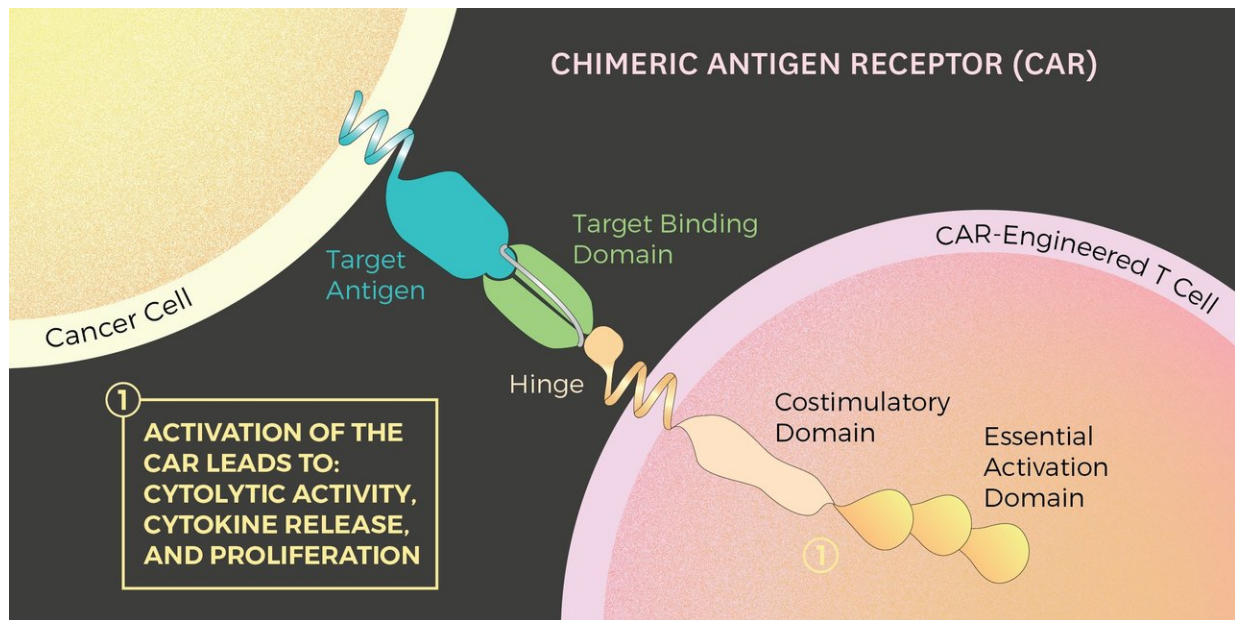 CHIMERIC ANTIGEN RECEPTOR (CAR)
Target Binding
Domain
Target
Antigen
Cancer Cell
CAR-Engineered T Cell
Hinge
Costimulatory
Domain
Essential
Activation
Domain
1
ACTIVATION OF THE
CAR LEADS TO:
CYTOLYTIC ACTIVITY,
CYTOKINE RELEASE,
AND PROLIFERATION
1